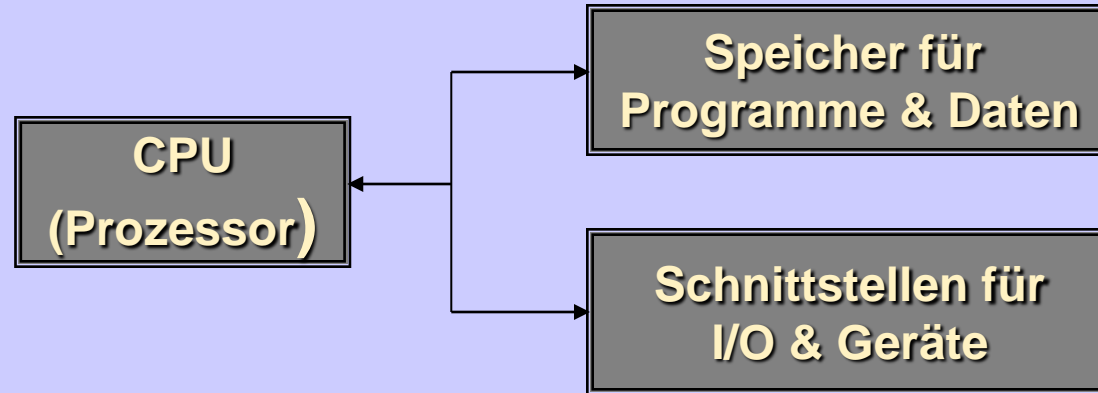 CPU
(Prozessor)
Speicher für
Programme & Daten
Schnittstellen für
I/O & Geräte